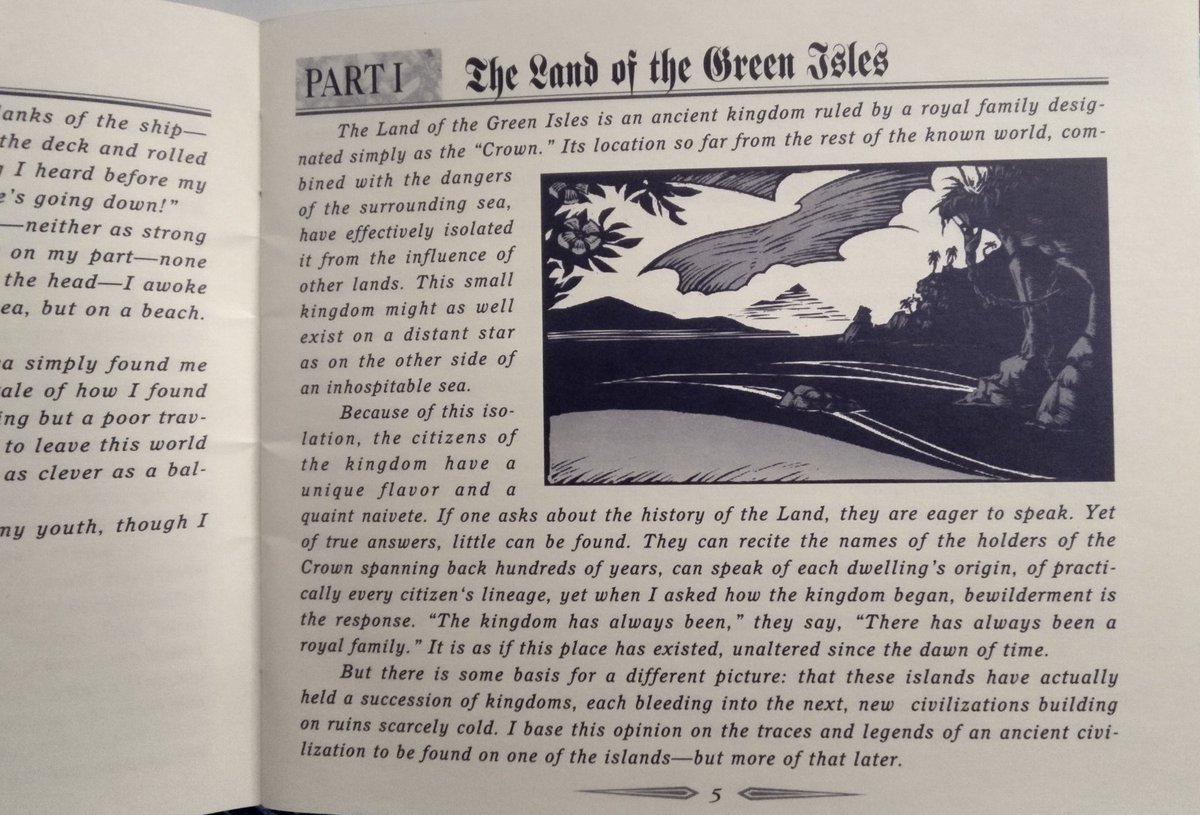 lanks of the ship—
the deck and rolled
I heard before my
e's going down!”
—neither as strong
on my part—none
the head—I awoke
ea, but on a beach.
a simply found me
ale of how I found
ing but a poor trav-
to leave this world
as clever as a bal-
my youth, though I
PART I The Land of the Green Isles
The Land of the Green Isles is an ancient kingdom ruled by a royal family desig-
nated simply as the “Crown.” Its location so far from the rest of the known world, com-
bined with the dangers
of the surrounding sea,
have effectively isolated
it from the influence of
other lands. This small
kingdom might as well
exist on a distant star
as on the other side of
an inhospitable sea.
Because of this iso-
lation, the citizens of
the kingdom have a
unique flavor and a
quaint naivete. If one asks about the history of the Land, they are eager to speak. Yet
of true answers, little can be found. They can recite the names of the holders of the
Crown spanning back hundreds of years, can speak of each dwelling's origin, of practi-
cally every citizen‘s lineage, yet when I asked how the kingdom began, bewilderment is
the response. “The kingdom has always been,” they say, “There has always been a
royal family.” It is as if this place has existed, unaltered since the dawn of time.
But there is some basis for a different picture: that these islands have actually
held a succession of kingdoms, each bleeding into the next, new civilizations building
on ruins scarcely cold. I base this opinion on the traces and legends of an ancient civi-
lization to be found on one of the islands—but more of that later.
5